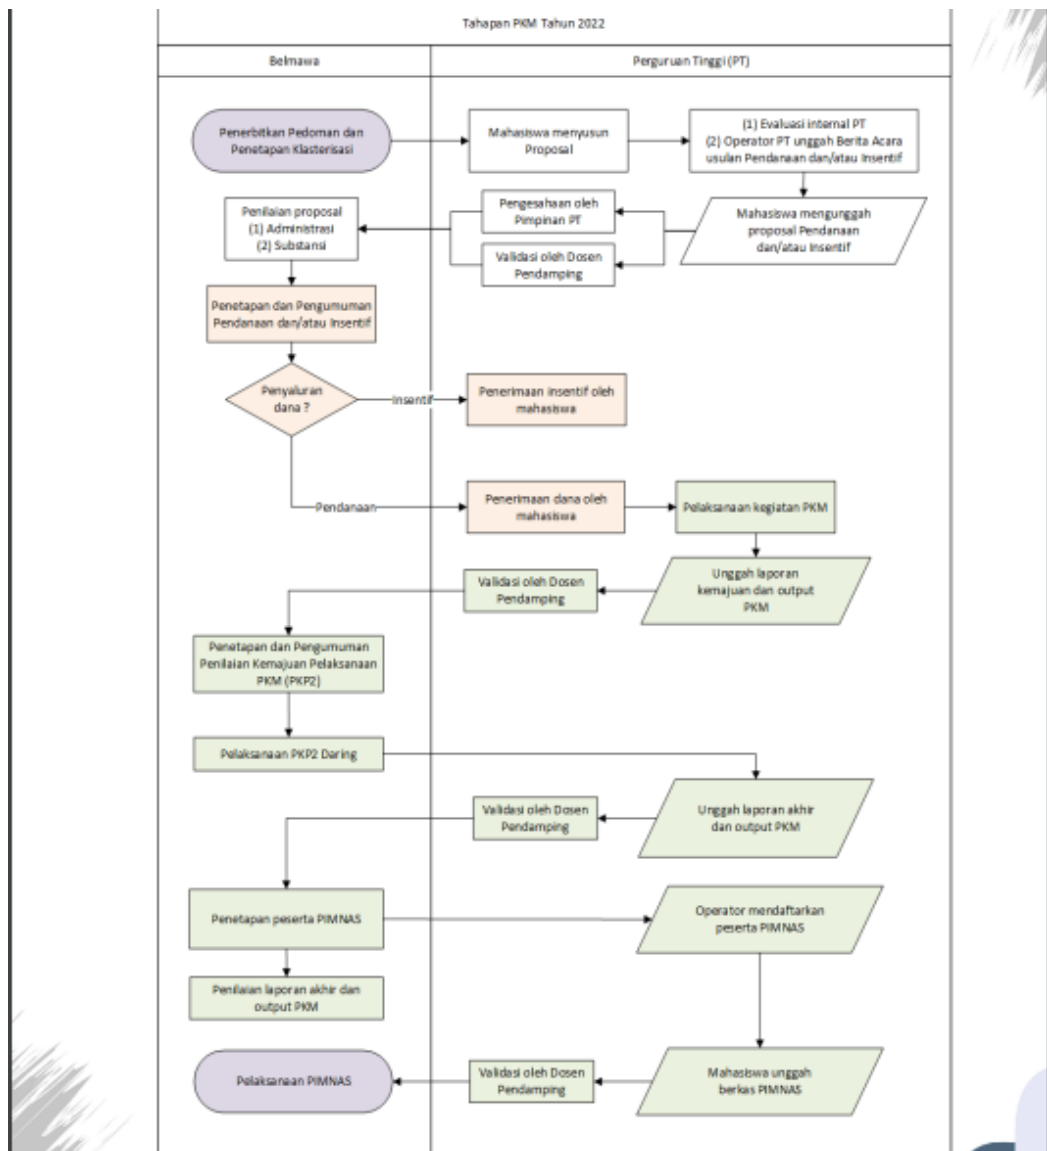 Tahapan PKM Tahun 2022
Belmawa
Perguruan Tinggi (PT)
Penerbitkan Pedoman dan
Penetapan Klasterisasi
Mahasiswa menyusun
Proposal
(1) Evaluasi internal PT
(2) Operator PT unggah Berita Acara
usulan Pendanaan dan/atau Insentif
Mahasiswa mengunggah
proposal Pendanaan
dan/atau Insentif
Pengesahaan oleh
Pimpinan PT
Validasi oleh Dosen
Pendamping
Penilaian proposal
(1) Administrasi
(2) Substansi
Penetapan dan Pengumuman
Pendanaan dan/atau Insentif
Penyaluran
dana ?
Insentif
Penerimaan insentif oleh
mahasiswa
Pendanaan
Penerimaan dana oleh
mahasiswa
Pelaksanaan kegiatan PKM
Unggah laporan
kemajuan dan output
PKM
Validasi oleh Dosen
Pendamping
Penetapan dan Pengumuman
Penilaian Kemajuan Pelaksanaan
PKM (PKP2)
Pelaksanaan PKP2 Daring
Unggah laporan akhir
dan output PKM
Validasi oleh Dosen
Pendamping
Penetapan peserta PIMNAS
Operator mendaftarkan
peserta PIMNAS
Penilaian laporan akhir dan
output PKM
Mahasiswa unggah
berkas PIMNAS
Validasi oleh Dosen
Pendamping
Pelaksanaan PIMNAS